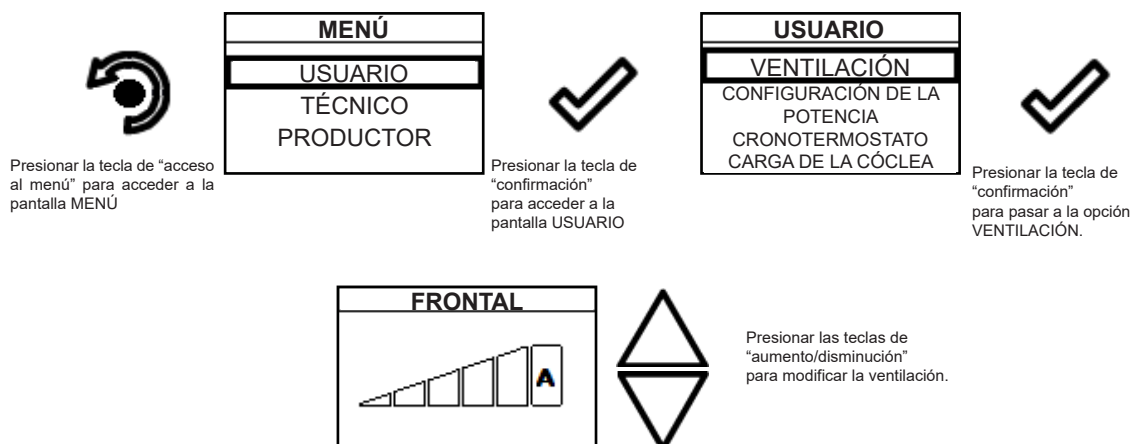 MENÚ
USUARIO
TÉCNICO
PRODUCTOR
Presionar la tecla de “acceso
al menú” para acceder a la
pantalla MENÚ
Presionar la tecla de
“confirmación”
para acceder a la
pantalla USUARIO
USUARIO
VENTILACIÓN
CONFIGURACIÓN DE LA
POTENCIA
CRONOTERMOSTATO
CARGA DE LA CÓCLEA
Presionar la tecla de
“confirmación”
para pasar a la opción
VENTILACIÓN.
FRONTAL
A
Presionar las teclas de
“aumento/disminución”
para modificar la ventilación.